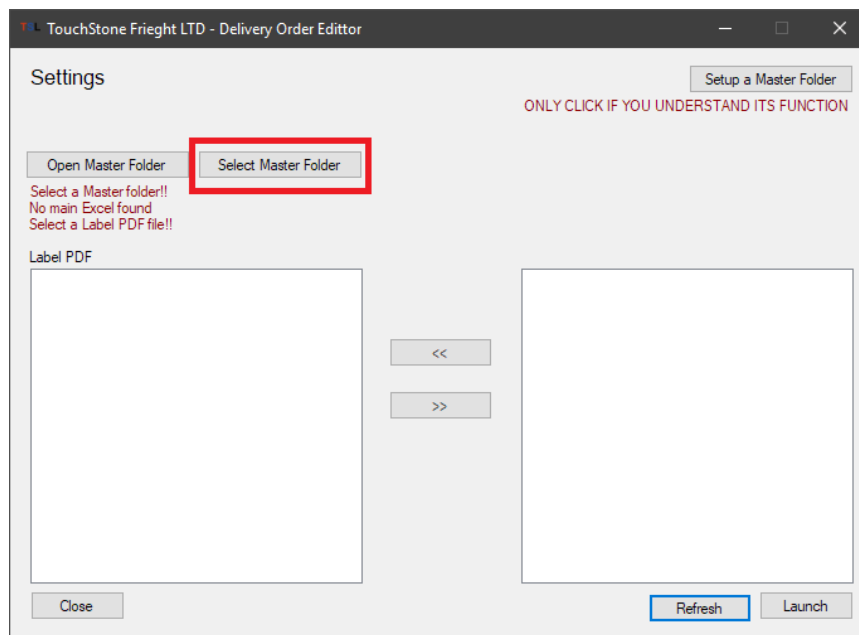 TSL TouchStone Frieght LTD - Delivery Order Edittor
Settings
Setup a Master Folder
ONLY CLICK IF YOU UNDERSTAND ITS FUNCTION
Open Master Folder
Select Master Folder
Select a Master folder!!
No main Excel found
Select a Label PDF file!!
Label PDF
<<
>>
Close
Refresh
Launch